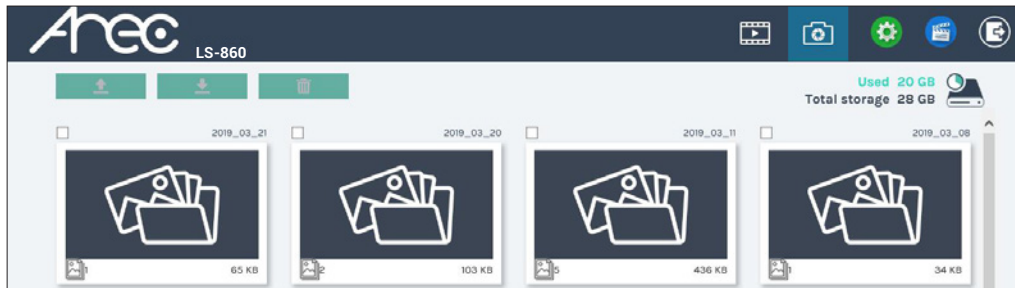 Arec
LS-860
Used 20 GB
Total storage 28 GB
2019_03_21
2019_03_20
2019_03_11
2019_03_08
1 65 KB
2 103 KB
5 436 KB
1 34 KB